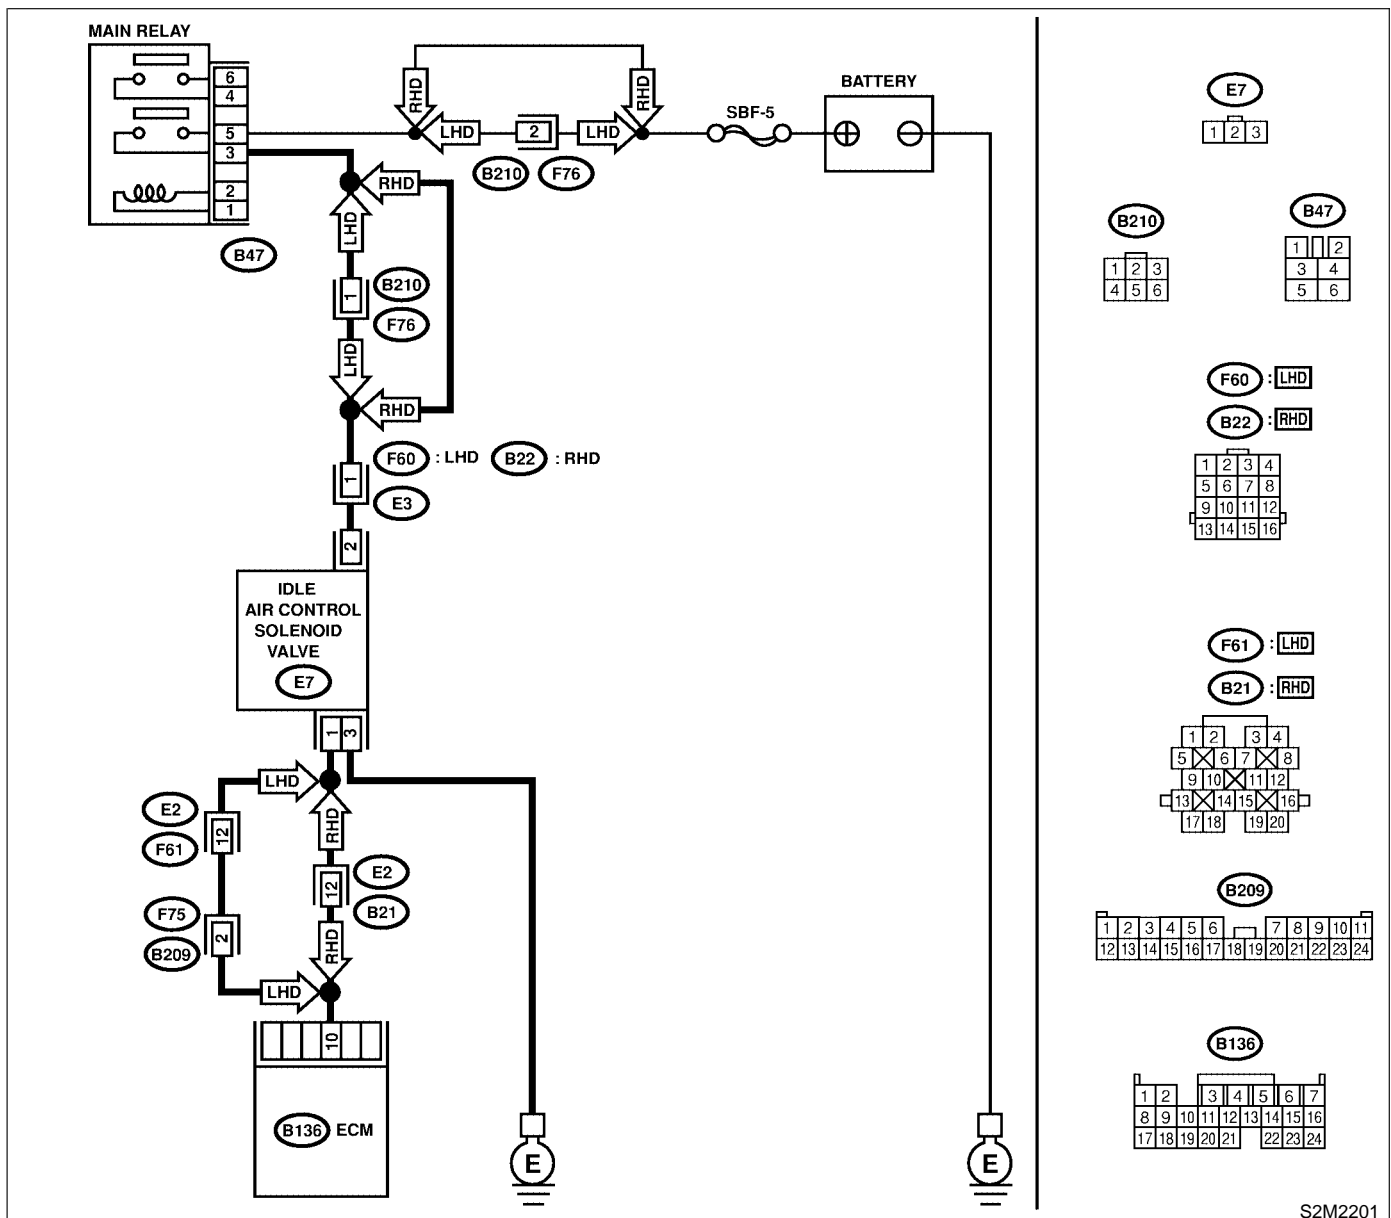 MAIN RELAY
6
4
5
3
2
1
B47
RHD
LHD
2
LHD
RHD
B210
F76
SBF-5
BATTERY
RHD
LHD
1
B210
F76
LHD
RHD
F60 : LHD B22 : RHD
1
E3
2
IDLE
AIR CONTROL
SOLENOID
VALVE
E7
1 3
LHD
RHD
E2
F61
12
E2
B21
12
F75
B209
2
RHD
LHD
10
B136 ECM
E
E
E7
1 2 3
B210
1 2 3
4 5 6
B47
1 2
3 4
5 6
F60 : LHD
B22 : RHD
1 2 3 4
5 6 7 8
9 10 11 12
13 14 15 16
F61 : LHD
B21 : RHD
1 2 3 4
5 6 7 8
9 10 11 12
13 14 15 16
17 18 19 20
B209
1 2 3 4 5 6 7 8 9 10 11
12 13 14 15 16 17 18 19 20 21 22 23 24
B136
1 2 3 4 5 6 7
8 9 10 11 12 13 14 15 16
17 18 19 20 21 22 23 24
S2M2201